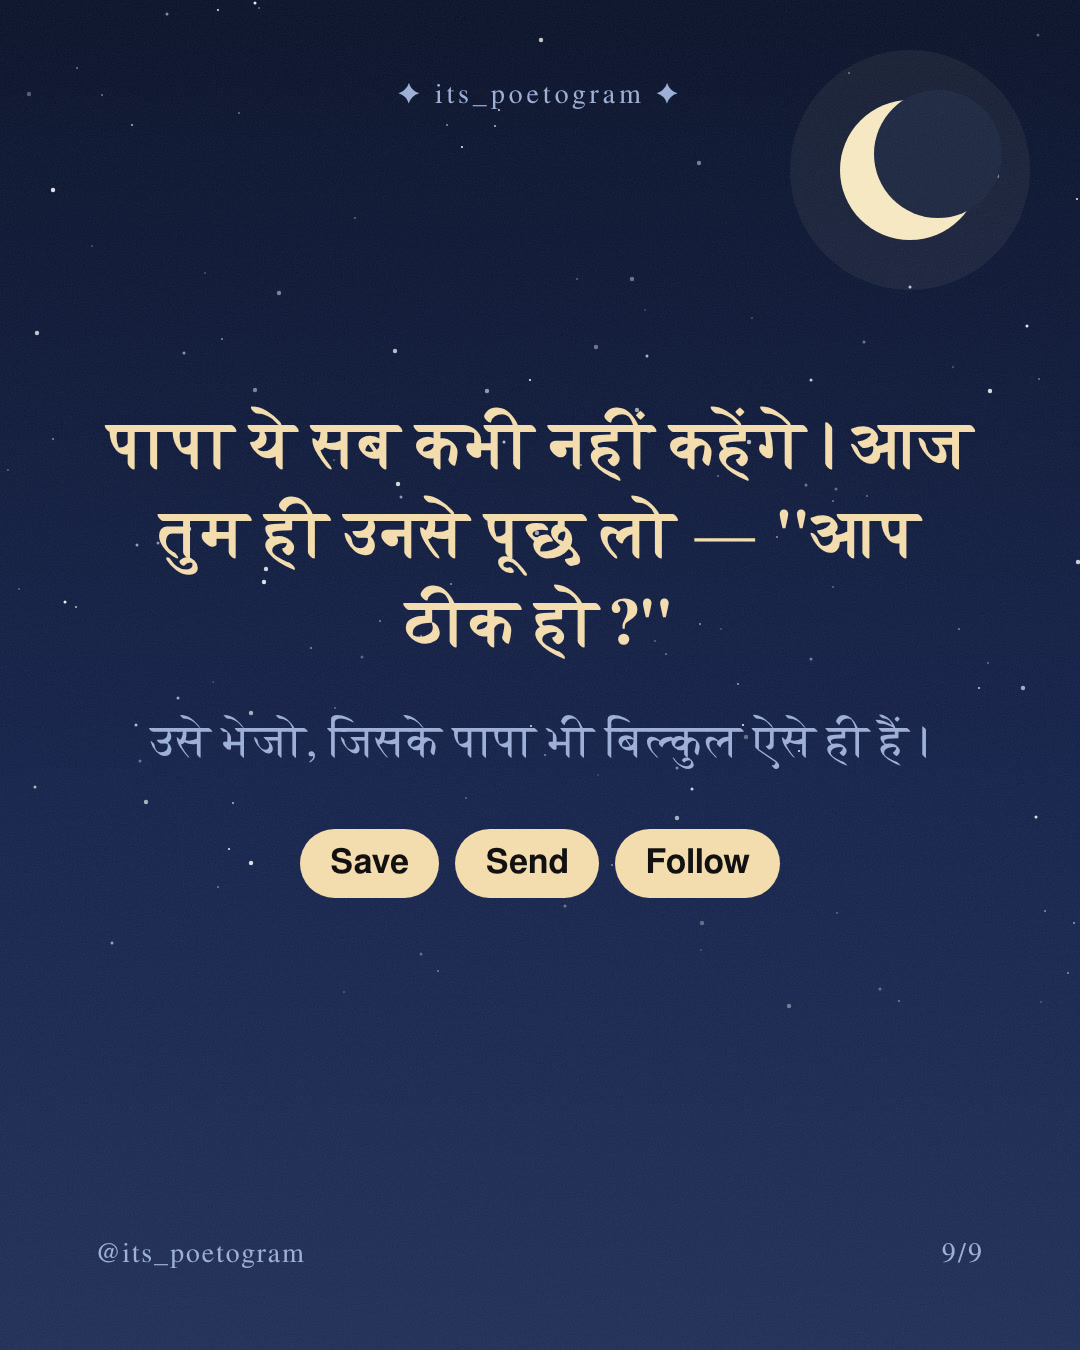 ✦ its_poetogram ✦
पापा ये सब कभी नहीं कहेंगे। आज
तुम ही उनसे पूछ लो — "आप
ठीक हो?"
उसे भेजो, जिसके पापा भी बिल्कुल ऐसे ही हैं।
Save Send Follow
@its_poetogram 9/9